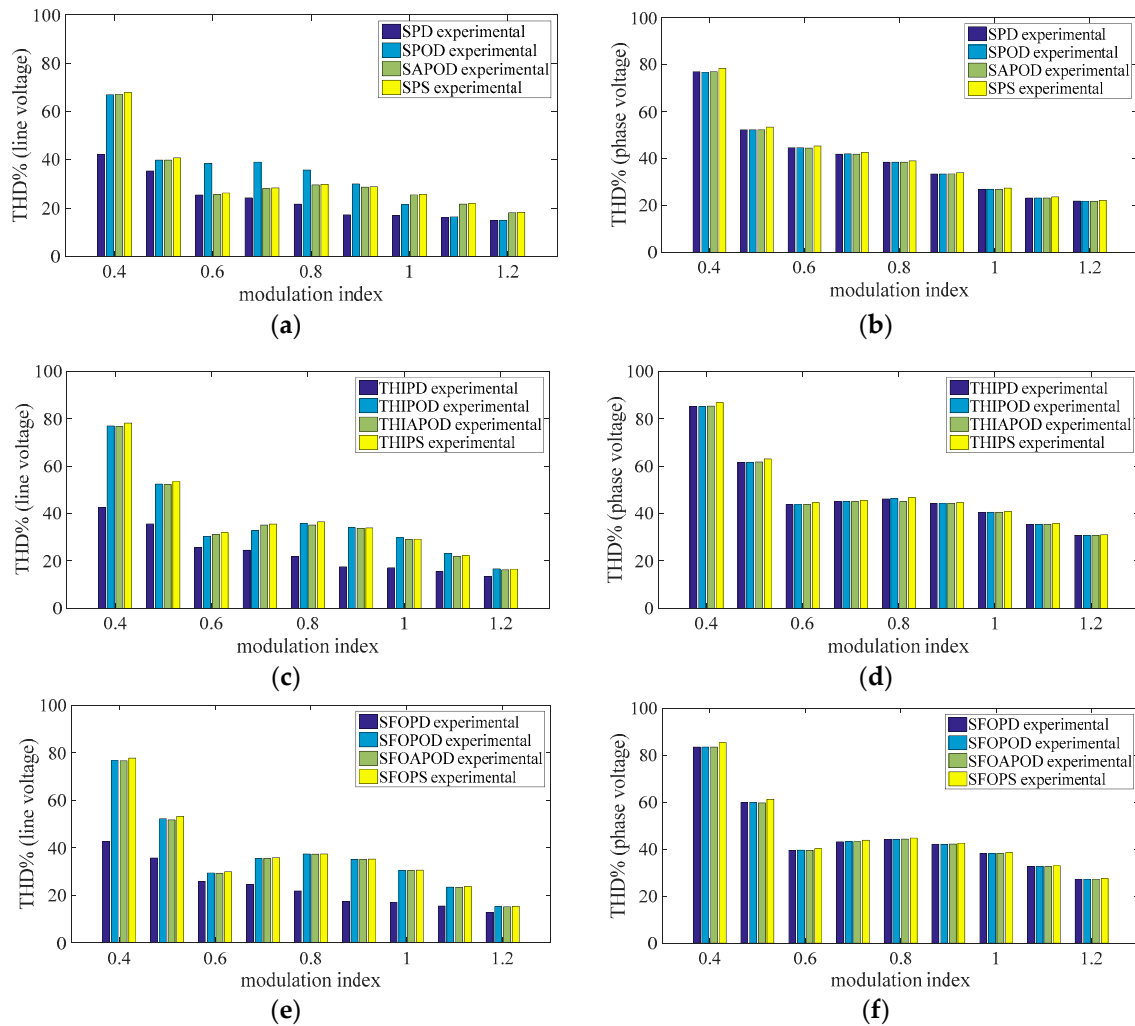 100
80
60
40
20
0
THD% (line voltage)
SPD experimental
SPOD experimental
SAPOD experimental
SPS experimental
0.4
0.6
0.8
1
1.2
modulation index
(a)
100
80
60
40
20
0
THD% (phase voltage)
SPD experimental
SPOD experimental
SAPOD experimental
SPS experimental
0.4
0.6
0.8
1
1.2
modulation index
(b)
100
80
60
40
20
0
THD% (line voltage)
THIPD experimental
THIPOD experimental
THIAPOD experimental
THIPS experimental
0.4
0.6
0.8
1
1.2
modulation index
(c)
100
80
60
40
20
0
THD% (phase voltage)
THIPD experimental
THIPOD experimental
THIAPOD experimental
THIPS experimental
0.4
0.6
0.8
1
1.2
modulation index
(d)
100
80
60
40
20
0
THD% (line voltage)
SFOPD experimental
SFOPOD experimental
SFOAPOD experimental
SFOPS experimental
0.4
0.6
0.8
1
1.2
modulation index
(e)
100
80
60
40
20
0
THD% (phase voltage)
SFOPD experimental
SFOPOD experimental
SFOAPOD experimental
SFOPS experimental
0.4
0.6
0.8
1
1.2
modulation index
(f)